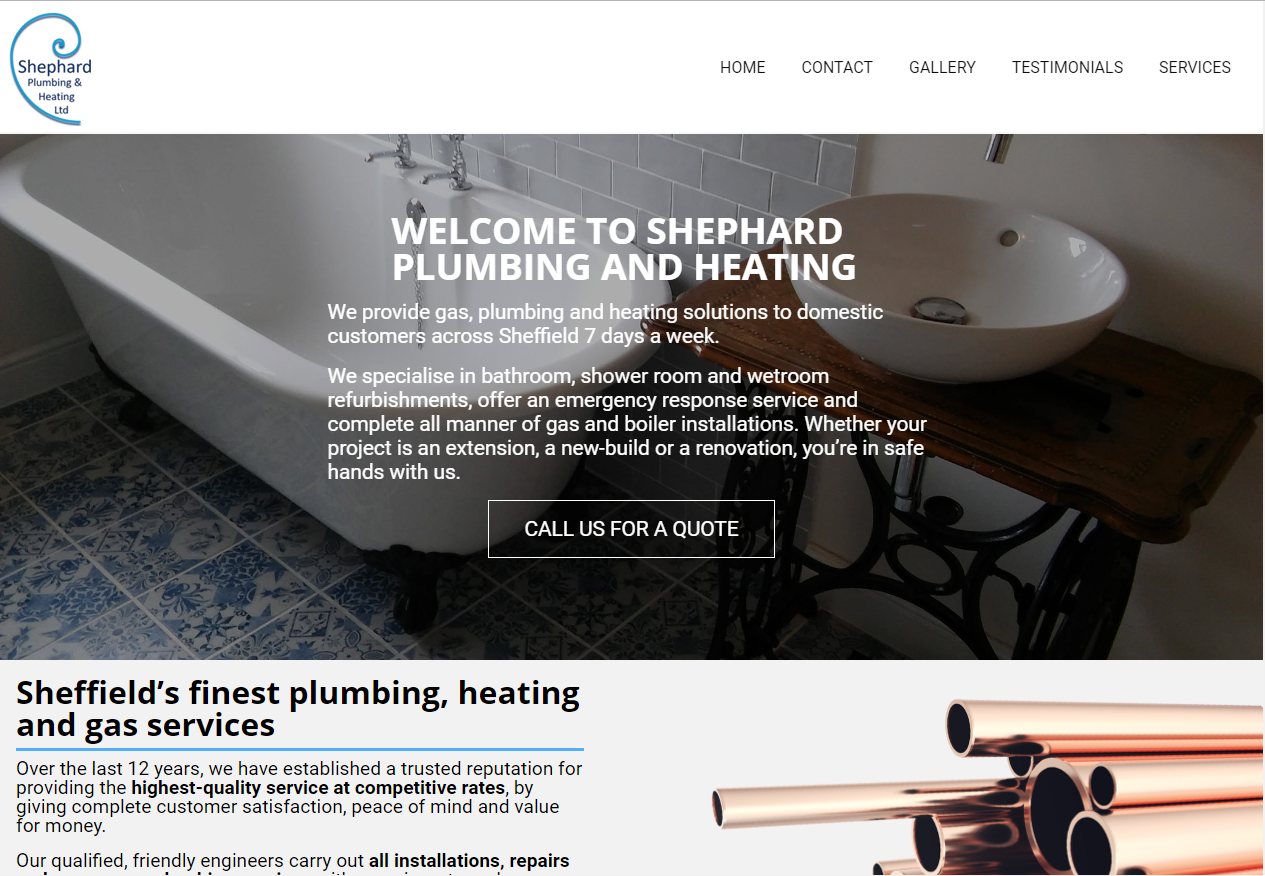 Shephard
Plumbing &
Heating
Ltd
HOME CONTACT GALLERY TESTIMONIALS SERVICES
WELCOME TO SHEPHARD
PLUMBING AND HEATING
We provide gas, plumbing and heating solutions to domestic
customers across Sheffield 7 days a week.
We specialise in bathroom, shower room and wetroom
refurbishments, offer an emergency response service and
complete all manner of gas and boiler installations. Whether your
project is an extension, a new-build or a renovation, you’re in safe
hands with us.
CALL US FOR A QUOTE
Sheffield’s finest plumbing, heating
and gas services
Over the last 12 years, we have established a trusted reputation for
providing the highest-quality service at competitive rates, by
giving complete customer satisfaction, peace of mind and value
for money.
Our qualified, friendly engineers carry out all installations, repairs